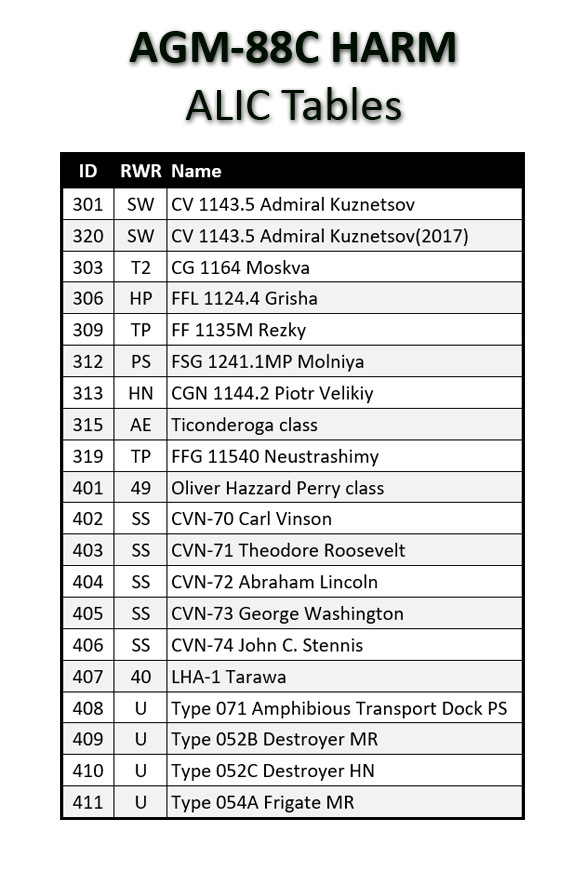 AGM-88C HARM
ALIC Tables
ID RWR Name
301 SW CV 1143.5 Admiral Kuznetsov
320 SW CV 1143.5 Admiral Kuznetsov(2017)
303 T2 CG 1164 Moskva
306 HP FFL 1124.4 Grisha
309 TP FF 1135M Rezky
312 PS FSG 1241.1MP Molniya
313 HN CGN 1144.2 Piotr Velikiy
315 AE Ticonderoga class
319 TP FFG 11540 Neustrashimy
401 49 Oliver Hazzard Perry class
402 SS CVN-70 Carl Vinson
403 SS CVN-71 Theodore Roosevelt
404 SS CVN-72 Abraham Lincoln
405 SS CVN-73 George Washington
406 SS CVN-74 John C. Stennis
407 40 LHA-1 Tarawa
408 U Type 071 Amphibious Transport Dock PS
409 U Type 052B Destroyer MR
410 U Type 052C Destroyer HN
411 U Type 054A Frigate MR